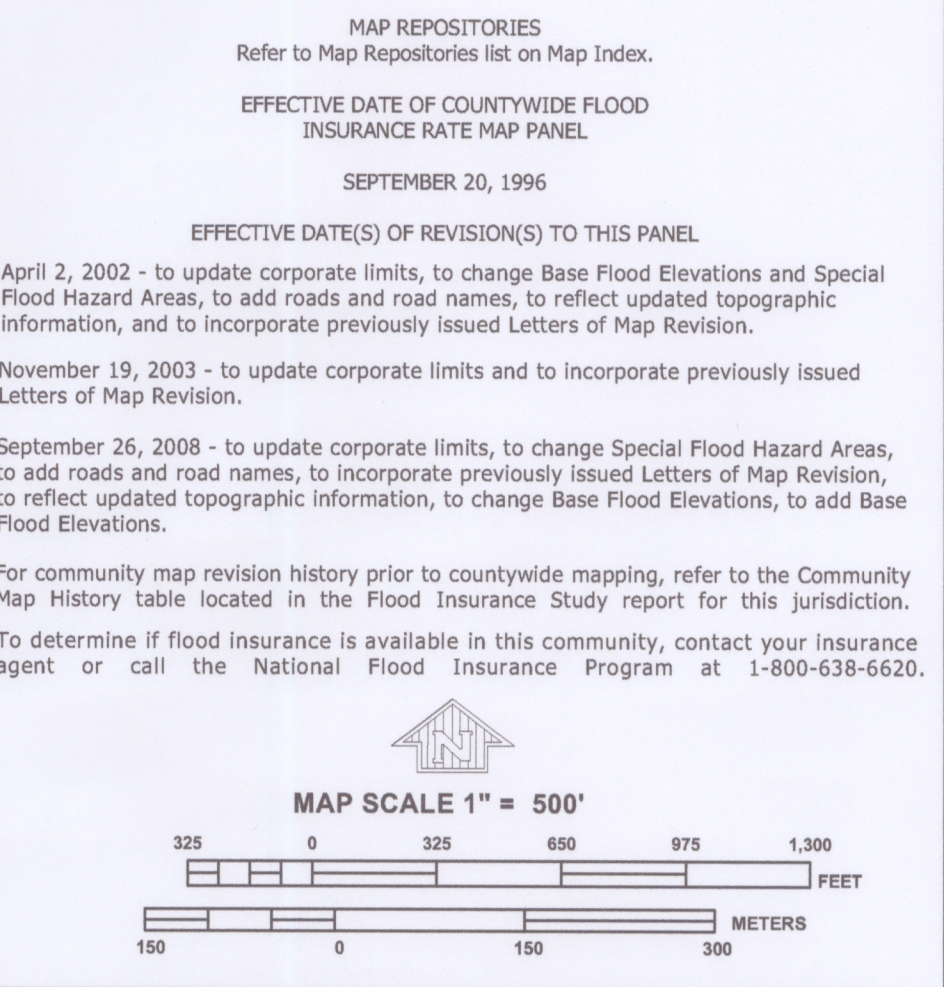 MAP REPOSITORIES
Refer to Map Repositories list on Map Index.
EFFECTIVE DATE OF COUNTYWIDE FLOOD
INSURANCE RATE MAP PANEL
SEPTEMBER 20, 1996
EFFECTIVE DATE(S) OF REVISION(S) TO THIS PANEL
April 2, 2002 - to update corporate limits, to change Base Flood Elevations and Special
Flood Hazard Areas, to add roads and road names, to reflect updated topographic
information, and to incorporate previously issued Letters of Map Revision.
November 19, 2003 - to update corporate limits and to incorporate previously issued
Letters of Map Revision.
September 26, 2008 - to update corporate limits, to change Special Flood Hazard Areas,
to add roads and road names, to incorporate previously issued Letters of Map Revision,
to reflect updated topographic information, to change Base Flood Elevations, to add Base
Flood Elevations.
For community map revision history prior to countywide mapping, refer to the Community
Map History table located in the Flood Insurance Study report for this jurisdiction.
To determine if flood insurance is available in this community, contact your insurance
agent or call the National Flood Insurance Program at 1-800-638-6620.
N
MAP SCALE 1" = 500'
325 0 325 650 975 1,300
FEET
METERS
150 0 150 300